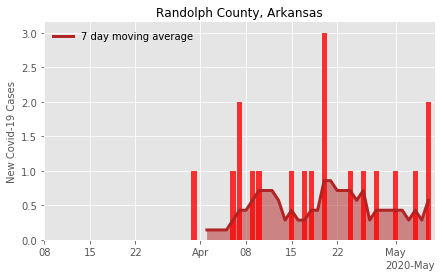 Randolph County, Arkansas
7 day moving average
New Covid-19 Cases
3.0
2.5
2.0
1.5
1.0
0.5
0.0
08 15 22 Apr 08 15 22 May
2020-May